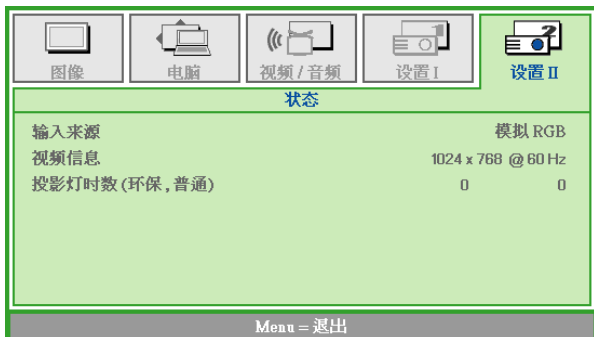 图像 电脑 视频 / 音频 设置 I 设置 II
状态
输入来源 模拟 RGB
视频信息 1024 x 768 @ 60 Hz
投影灯时数 (环保 , 普通) 0 0
Menu = 退出